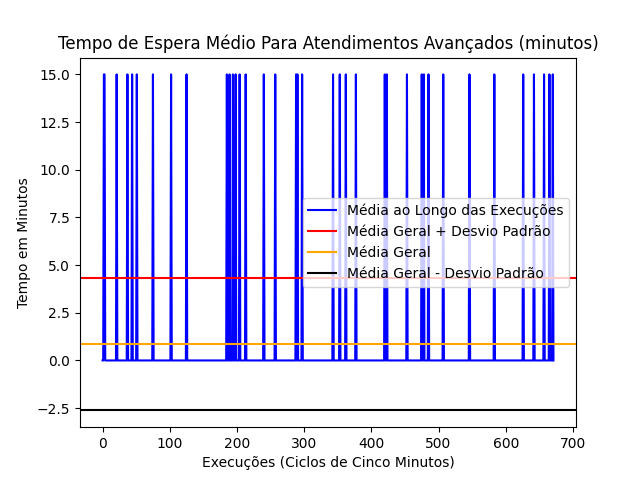 Tempo de Espera Médio Para Atendimentos Avançados (minutos)
Tempo em Minutos
15.0
12.5
10.0
7.5
5.0
2.5
0.0
−2.5
Média ao Longo das Execuções
Média Geral + Desvio Padrão
Média Geral
Média Geral - Desvio Padrão
0 100 200 300 400 500 600 700
Execuções (Ciclos de Cinco Minutos)